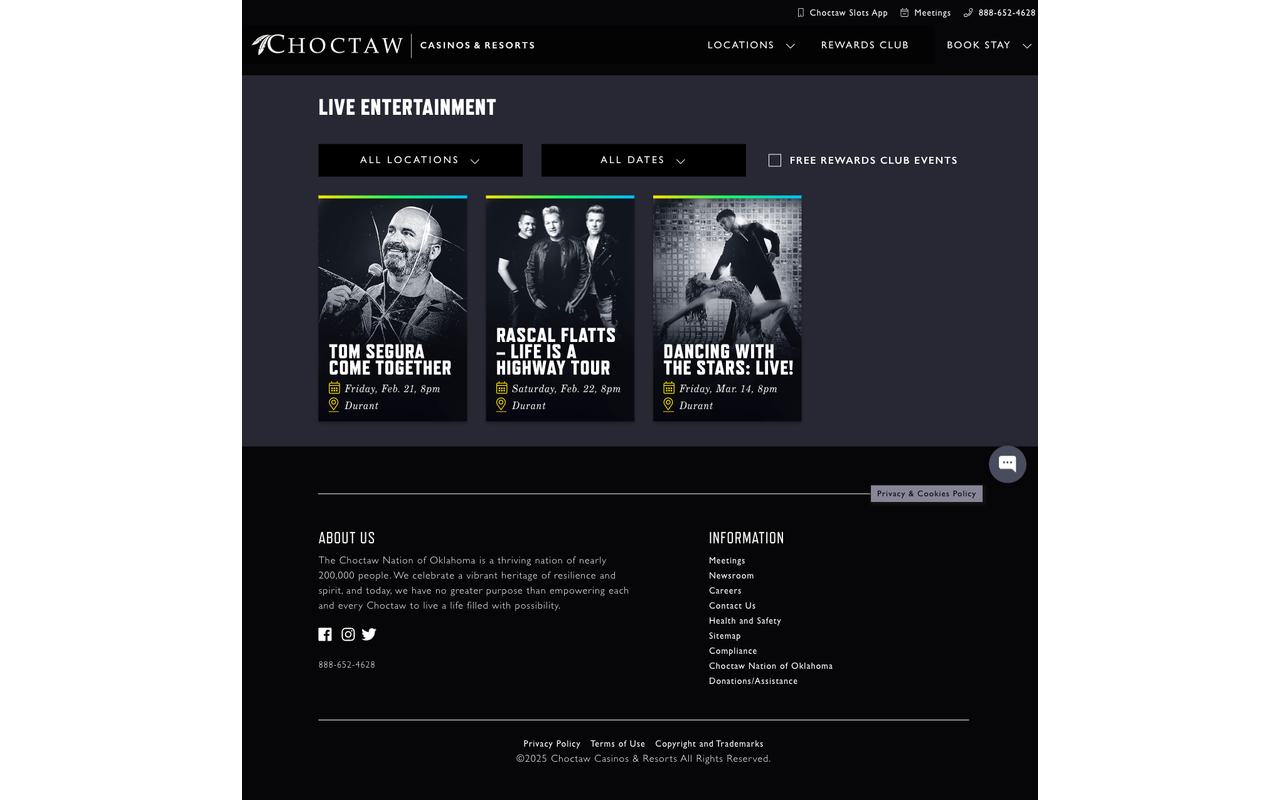 Choctaw Slots App Meetings 888-652-4628
CHOCTAW CASINOS & RESORTS LOCATIONS REWARDS CLUB BOOK STAY
LIVE ENTERTAINMENT
ALL LOCATIONS ALL DATES FREE REWARDS CLUB EVENTS
TOM SEGURA
COME TOGETHER
Friday, Feb. 21, 8pm
Durant
RASCAL FLATTS
– LIFE IS A
HIGHWAY TOUR
Saturday, Feb. 22, 8pm
Durant
DANCING WITH
THE STARS: LIVE!
Friday, Mar. 14, 8pm
Durant
Privacy & Cookies Policy
ABOUT US
The Choctaw Nation of Oklahoma is a thriving nation of nearly
200,000 people. We celebrate a vibrant heritage of resilience and
spirit, and today, we have no greater purpose than empowering each
and every Choctaw to live a life filled with possibility.
888-652-4628
INFORMATION
Meetings
Newsroom
Careers
Contact Us
Health and Safety
Sitemap
Compliance
Choctaw Nation of Oklahoma
Donations/Assistance
Privacy Policy Terms of Use Copyright and Trademarks
©2025 Choctaw Casinos & Resorts All Rights Reserved.